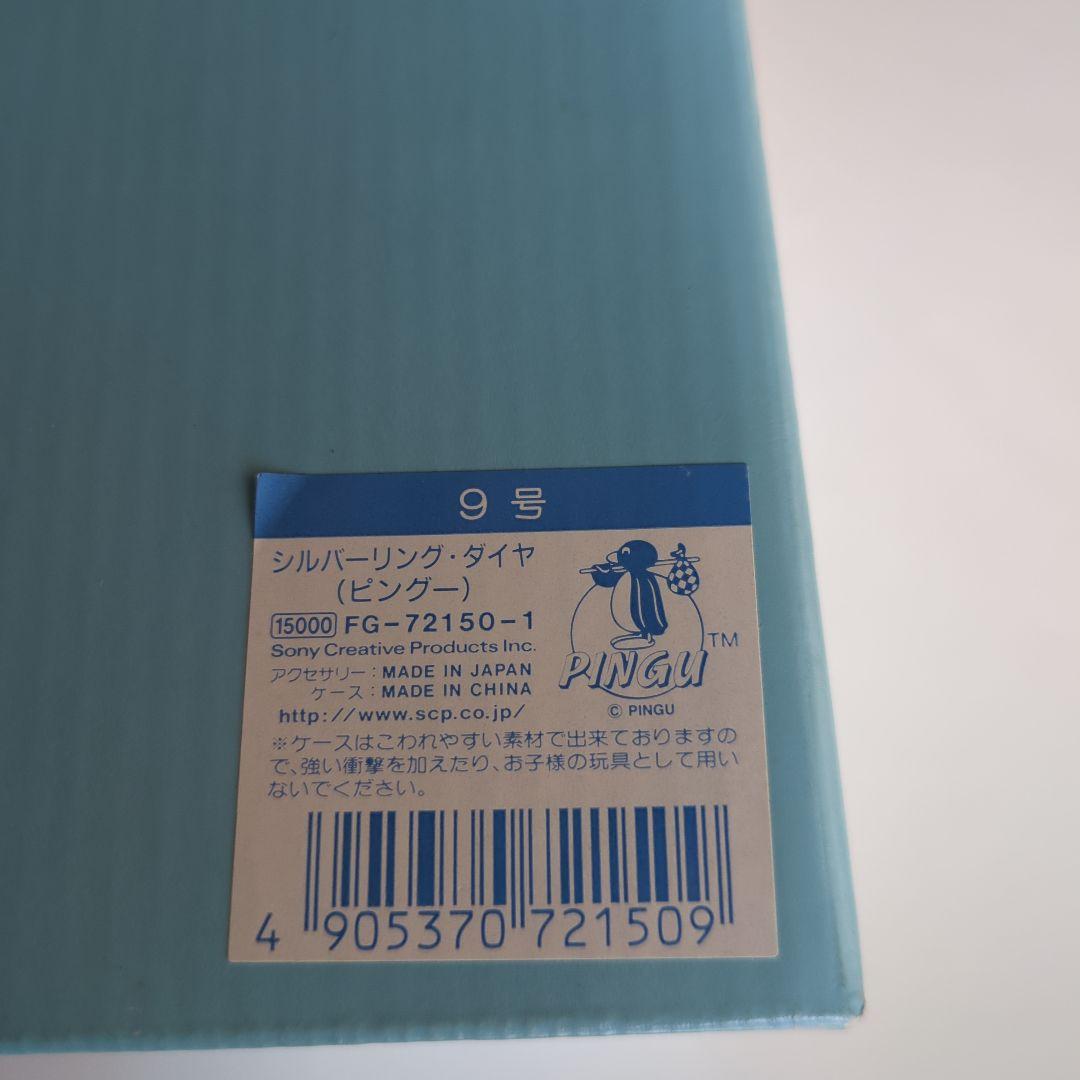 9号
シルバーリング・ダイヤ
(ピングー)
15000 FG-72150-1
Sony Creative Products Inc.
アクセサリー：MADE IN JAPAN
ケース：MADE IN CHINA
http://www.scp.co.jp/
PINGU TM
© PINGU
※ケースはこわれやすい素材で出来ておりますの
で、強い衝撃を加えたり、お子様の玩具として用い
ないでください。
4 905370 721509